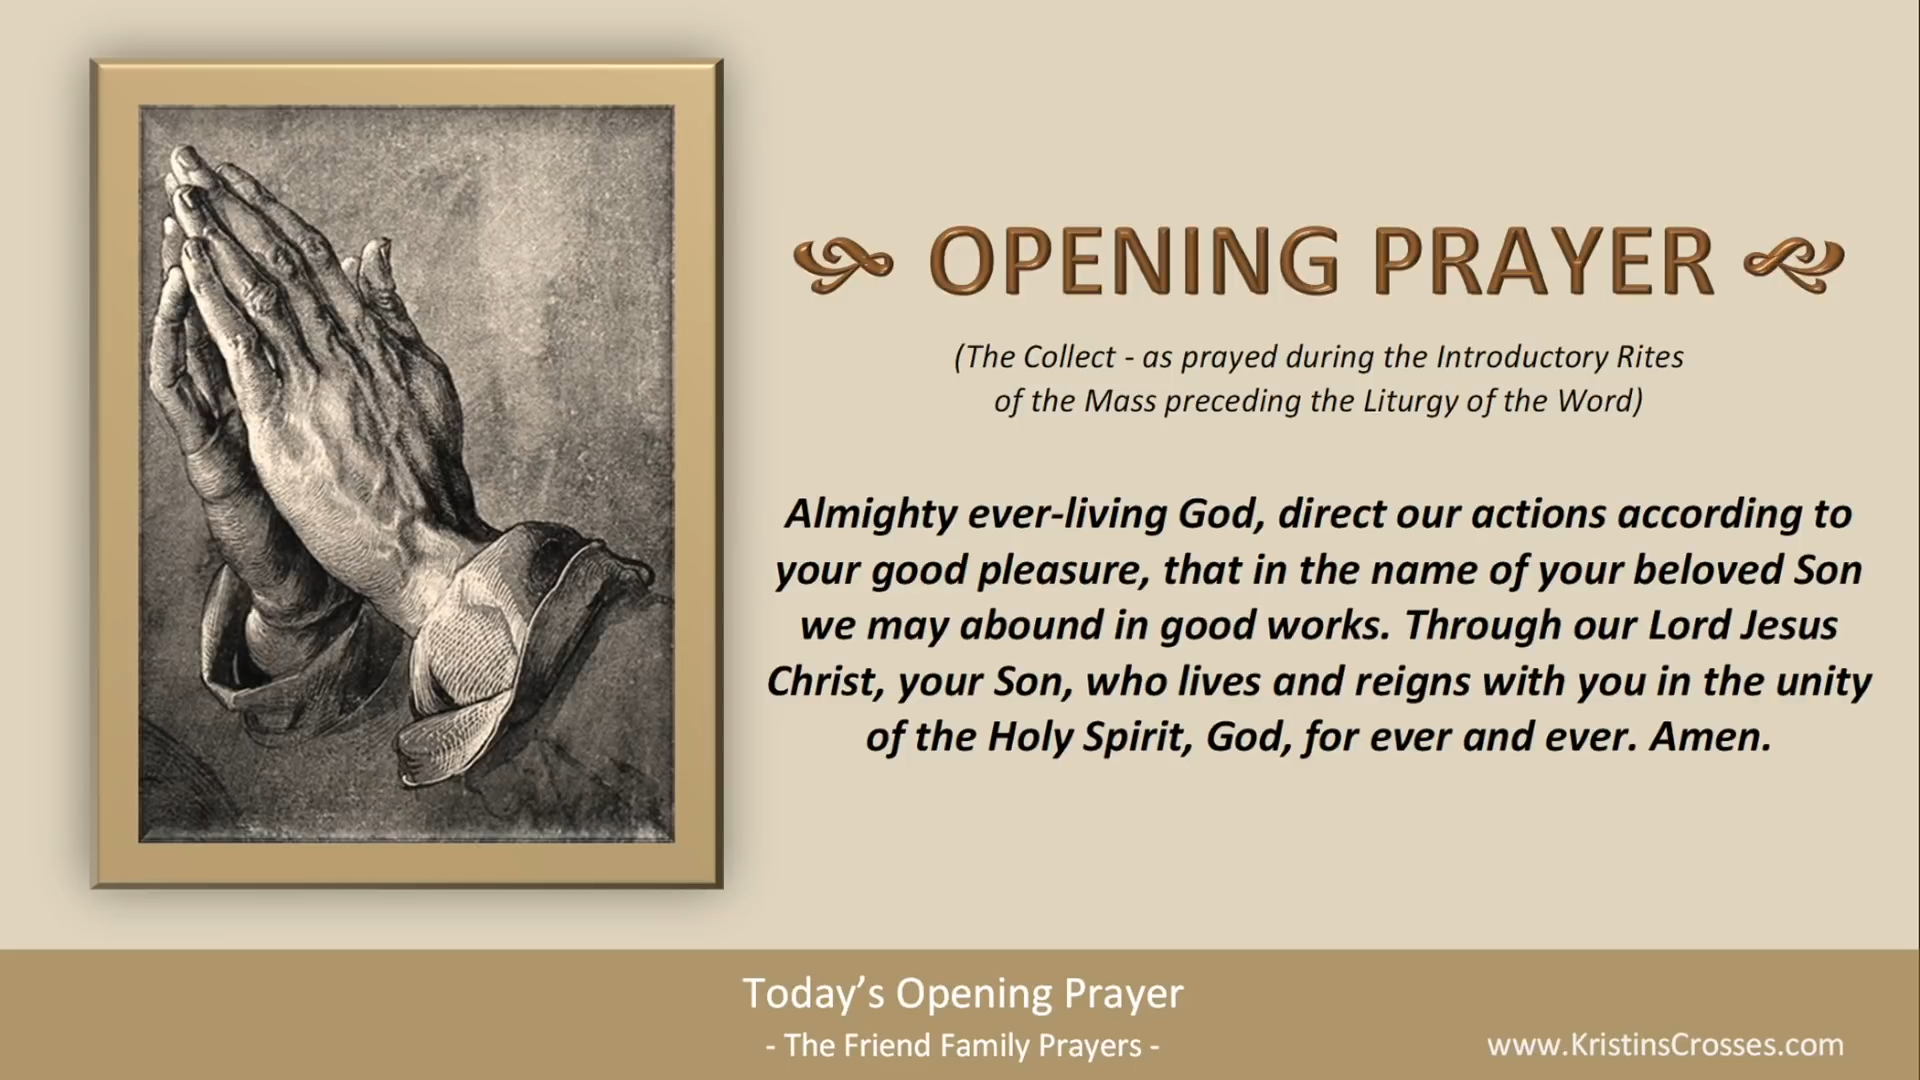 OPENING PRAYER
(The Collect - as prayed during the Introductory Rites
of the Mass preceding the Liturgy of the Word)
Almighty ever-living God, direct our actions according to
your good pleasure, that in the name of your beloved Son
we may abound in good works. Through our Lord Jesus
Christ, your Son, who lives and reigns with you in the unity
of the Holy Spirit, God, for ever and ever. Amen.
Today’s Opening Prayer
- The Friend Family Prayers -
www.KristinsCrosses.com